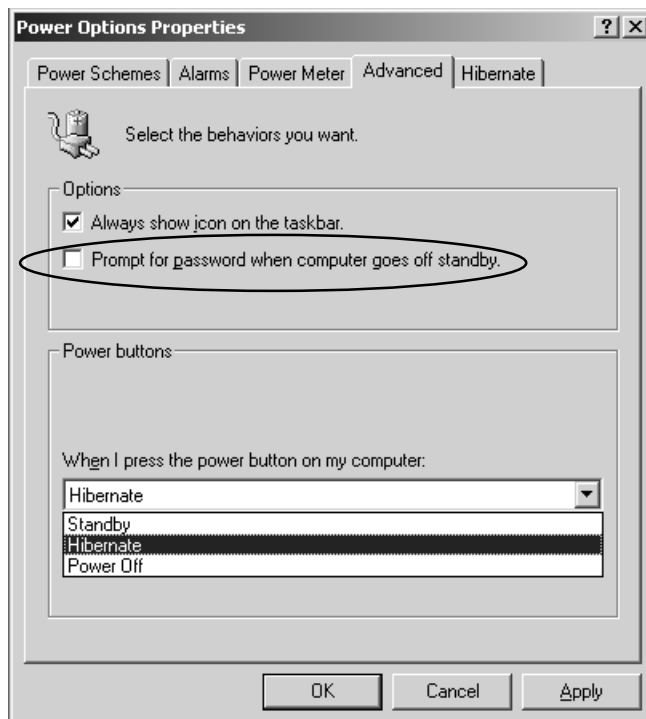 Power Options Properties
Power Schemes Alarms Power Meter Advanced Hibernate
Select the behaviors you want.
Options
Always show icon on the taskbar.
Prompt for password when computer goes off standby.
Power buttons
When I press the power button on my computer:
Hibernate
Standby
Hibernate
Power Off
OK Cancel Apply